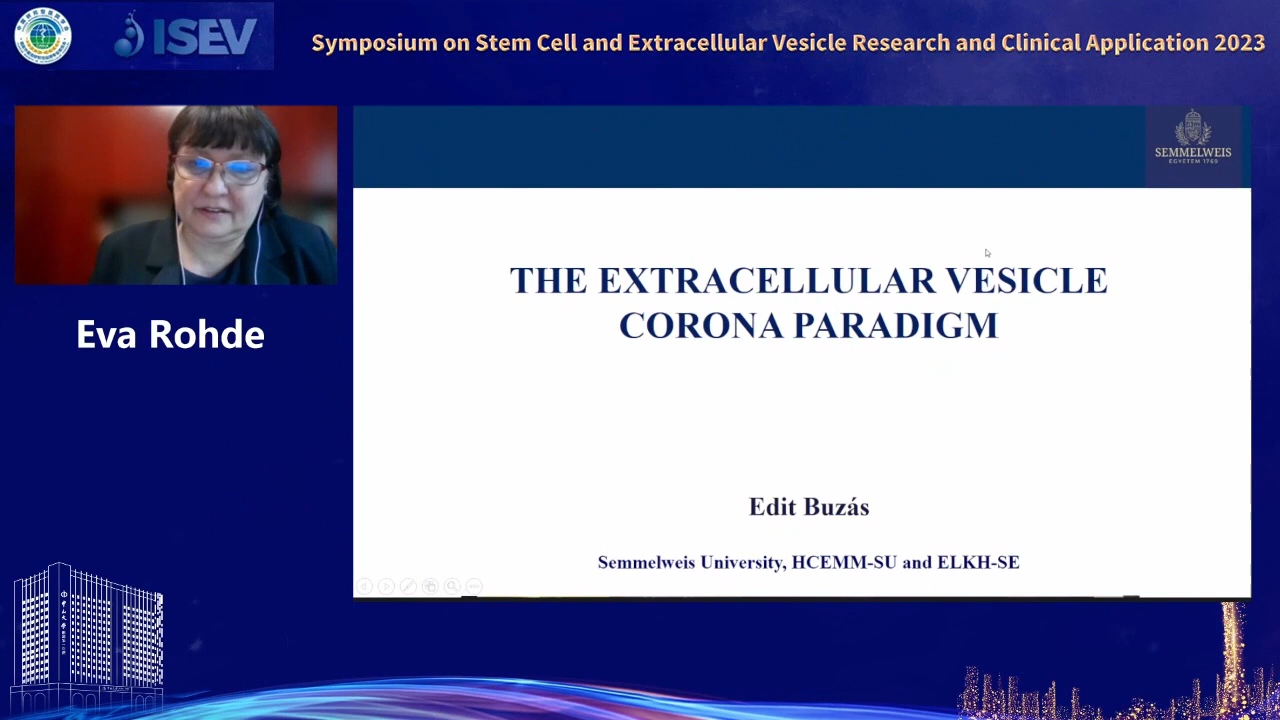 ISEV
Symposium on Stem Cell and Extracellular Vesicle Research and Clinical Application 2023
SEMMELWEIS
EGYETEM 1769
THE EXTRACELLULAR VESICLE
CORONA PARADIGM
Eva Rohde
Edit Buzás
Semmelweis University, HCEMM-SU and ELKH-SE